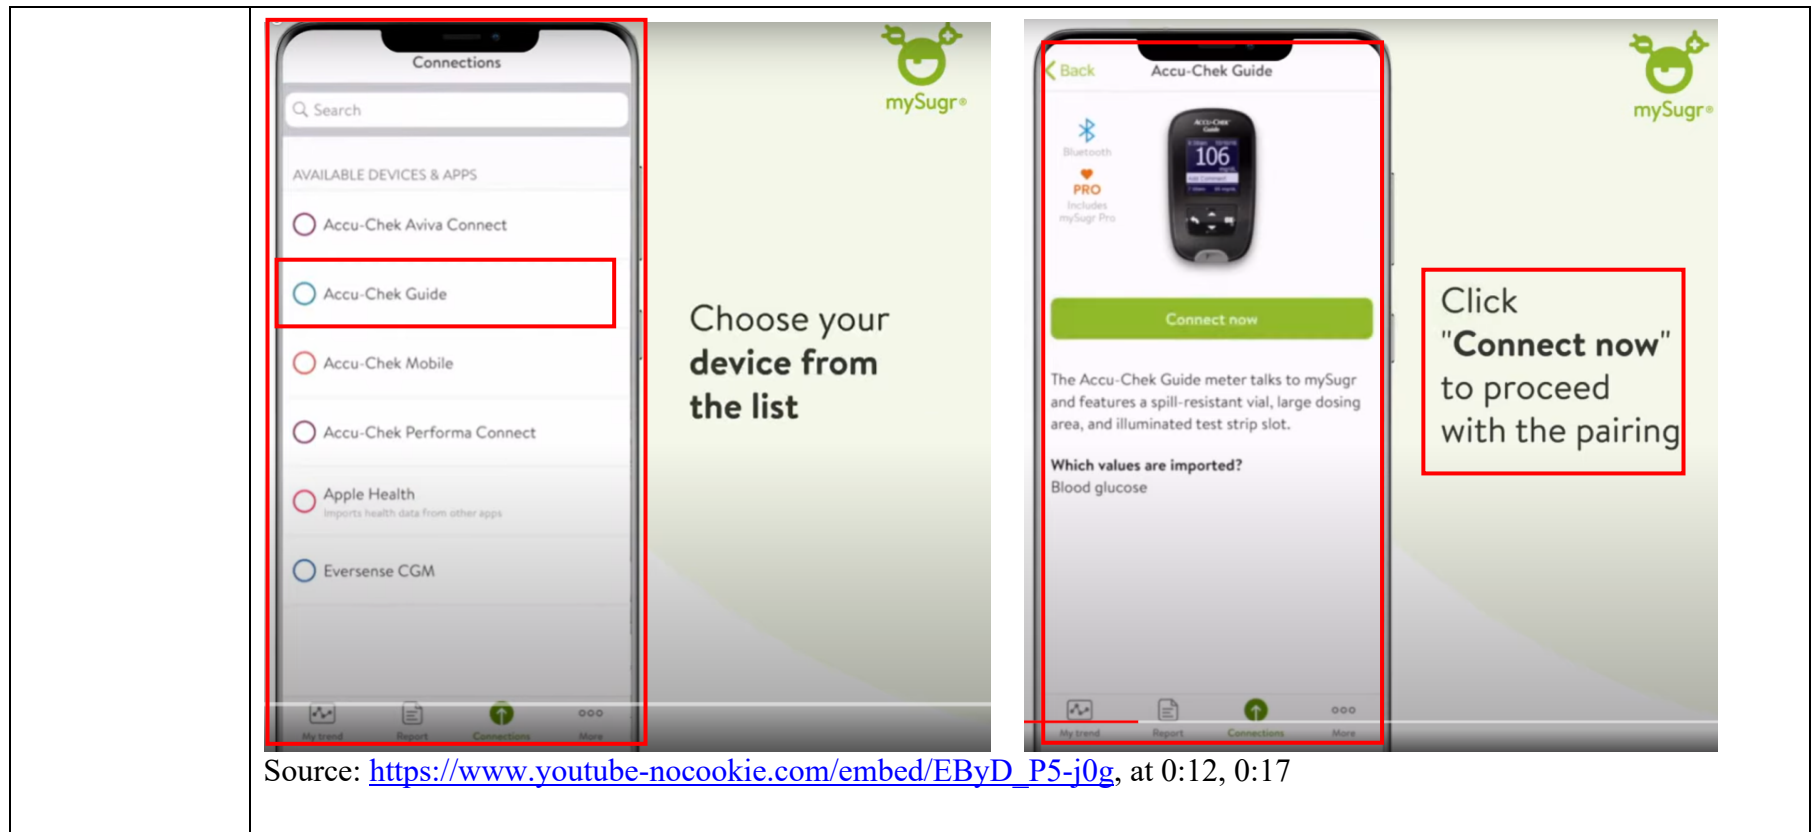 Connections
Search
AVAILABLE DEVICES & APPS
Accu-Chek Aviva Connect
Accu-Chek Guide
Accu-Chek Mobile
Accu-Chek Performa Connect
Apple Health
Imports health data from other apps
Eversense CGM
My trend Report Connections More
mySugr®
Choose your
device from
the list
Back Accu-Chek Guide
Bluetooth
PRO
Includes
mySugr Pro
ACCU-CHEK
Guide
106
Connect now
The Accu-Chek Guide meter talks to mySugr
and features a spill-resistant vial, large dosing
area, and illuminated test strip slot.
Which values are imported?
Blood glucose
My trend Report Connections More
mySugr®
Click
"Connect now"
to proceed
with the pairing
Source: https://www.youtube-nocookie.com/embed/EByD_P5-j0g, at 0:12, 0:17